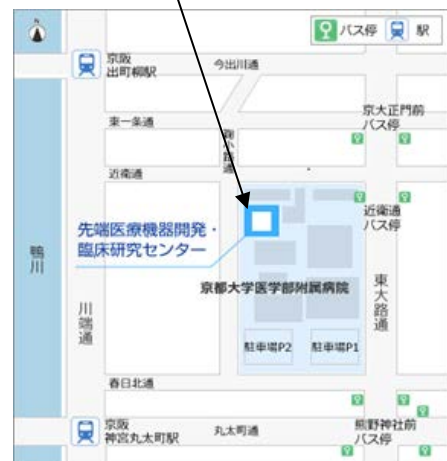 バス停 駅
京阪
出町柳駅
今出川通
東一条通
鞠小路通
京大正門前
バス停
近衛通
近衛通
バス停
先端医療機器開発・
臨床研究センター
鴨川
川端通
京都大学医学部附属病院
東大路通
駐車場P2 駐車場P1
春日北通
京阪
神宮丸太町駅
丸太町通
熊野神社前
バス停